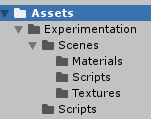 Assets
Experimentation
Scenes
Materials
Scripts
Textures
Scripts